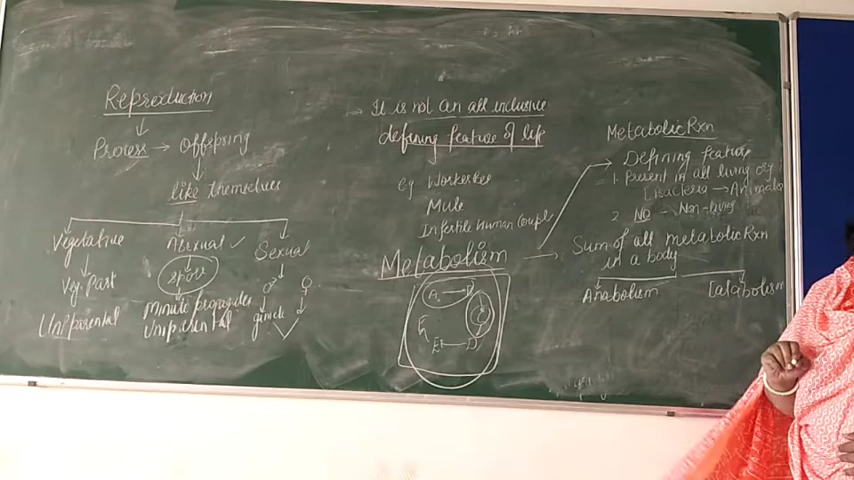 Reproduction
Process → Offspring
like themselves
Vegetative
Asexual ✓
Sexual
Veg. Part
Spore
♂ ♀
Uniparental
Minute propagules
Uniparental
It is not an all inclusive
defining feature of life
eg Worker bee
Mule
Infertile human couple
Metabolism → Sum of all metabolic Rxn
in a body
A → B
C
E D
F
Anabolism
Catabolism
Metabolic Rxn
Defining feature
1. Present in all living org
Bacteria → Animals
2. No → Non-living